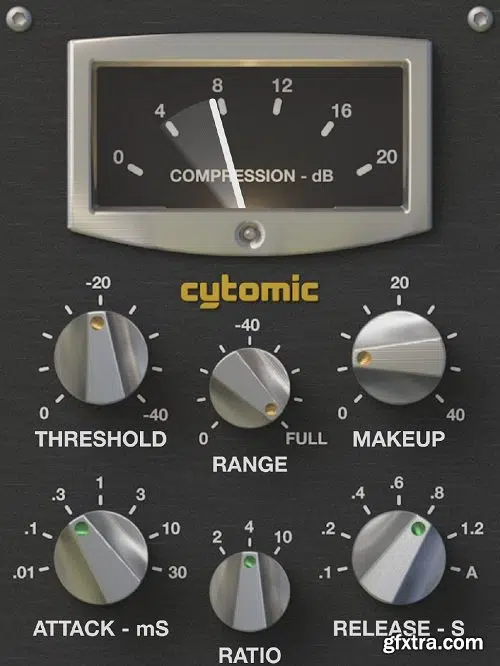 0 4 8 12 16 20
COMPRESSION - dB
cytomic
-20
0 -40
THRESHOLD
-40
0 FULL
RANGE
20
0 40
MAKEUP
.01 .1 .3 1 3 10 30
ATTACK - mS
2 4 10
RATIO
.1 .2 .4 .6 .8 1.2 A
RELEASE - S
gfxtra.com